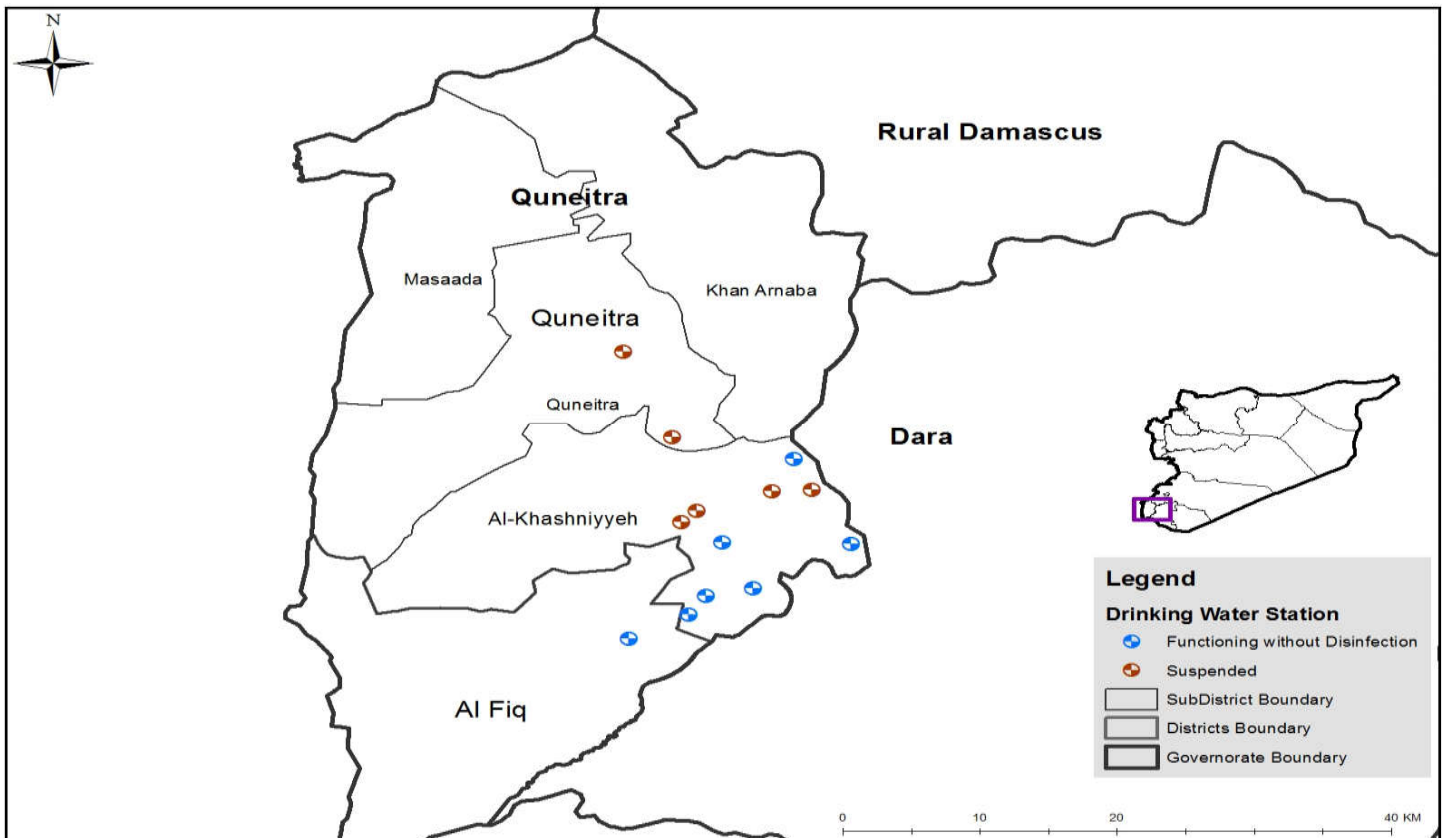 N
Rural Damascus
Quneitra
Masaada
Khan Arnaba
Quneitra
Quneitra
Dara
Al-Khashniyyeh
Al Fiq
Legend
Drinking Water Station
Functioning without Disinfection
Suspended
SubDistrict Boundary
Districts Boundary
Governorate Boundary
0 10 20 40 KM